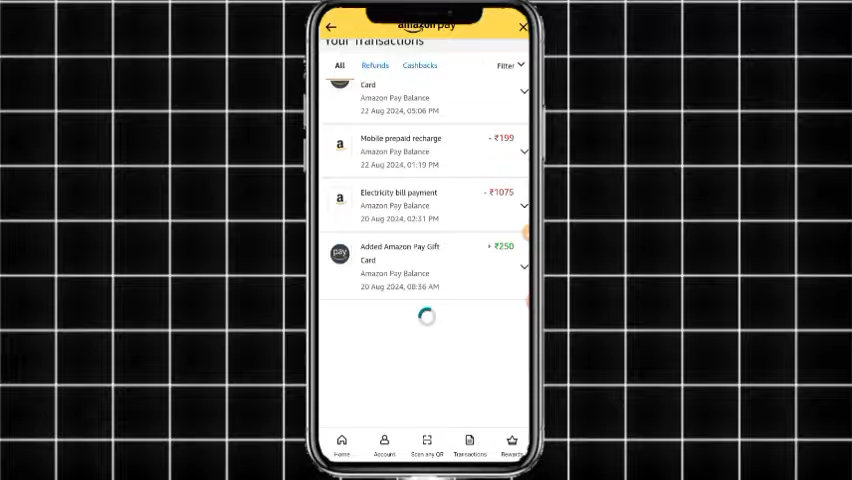 amazon pay
Your Transactions
All Refunds Cashbacks Filter
Card
Amazon Pay Balance
22 Aug 2024, 05:06 PM
a Mobile prepaid recharge - ₹199
Amazon Pay Balance
22 Aug 2024, 01:19 PM
a Electricity bill payment - ₹1075
Amazon Pay Balance
20 Aug 2024, 02:31 PM
pay Added Amazon Pay Gift + ₹250
Card
Amazon Pay Balance
20 Aug 2024, 08:36 AM
Home Account Scan any QR Transactions Rewards